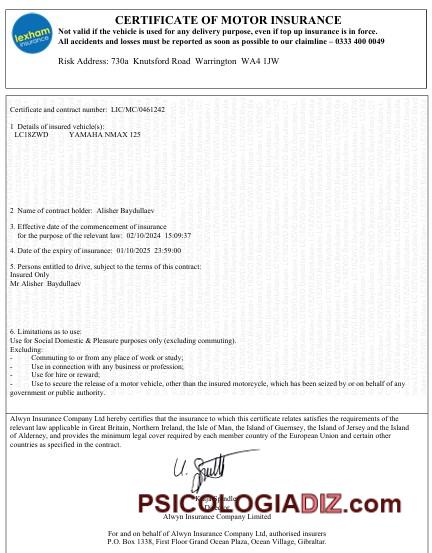 lexham
insurance
CERTIFICATE OF MOTOR INSURANCE
Not valid if the vehicle is used for any delivery purpose, even if top up insurance is in force.
All accidents and losses must be reported as soon as possible to our claimline – 0333 400 0049
Risk Address: 730a Knutsford Road Warrington WA4 1JW
Certificate and contract number: LIC/MC/0461242
1 Details of insured vehicle(s):
LC18ZWD YAMAHA NMAX 125
2 Name of contract holder: Alisher Baydullaev
3. Effective date of the commencement of insurance
for the purpose of the relevant law: 02/10/2024 15:09:37
4. Date of the expiry of insurance: 01/10/2025 23:59:00
5. Persons entitled to drive, subject to the terms of this contract:
Insured Only
Mr Alisher Baydullaev
6. Limitations as to use:
Use for Social Domestic & Pleasure purposes only (excluding commuting).
Excluding:
- Commuting to or from any place of work or study;
- Use in connection with any business or profession;
- Use for hire or reward;
- Use to secure the release of a motor vehicle, other than the insured motorcycle, which has been seized by or on behalf of any
government or public authority.
Alwyn Insurance Company Ltd hereby certifies that the insurance to which this certificate relates satisfies the requirements of the
relevant law applicable in Great Britain, Northern Ireland, the Isle of Man, the Island of Guernsey, the Island of Jersey and the Island
of Alderney, and provides the minimum legal cover required by each member country of the European Union and certain other
countries as specified in the contract.
PSICOLOGIADIZ.com
Alwyn Insurance Company Limited
For and on behalf of Alwyn Insurance Company Ltd, authorised insurers
P.O. Box 1338, First Floor Grand Ocean Plaza, Ocean Village, Gibraltar.